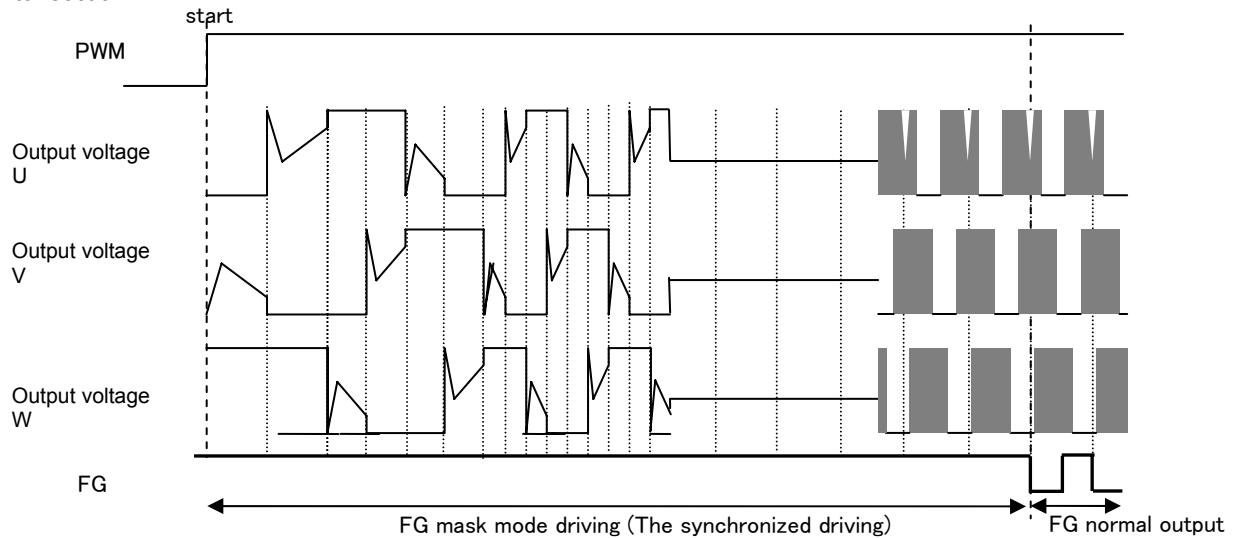 start
PWM
Output voltage
U
Output voltage
V
Output voltage
W
FG
FG mask mode driving (The synchronized driving)
FG normal output